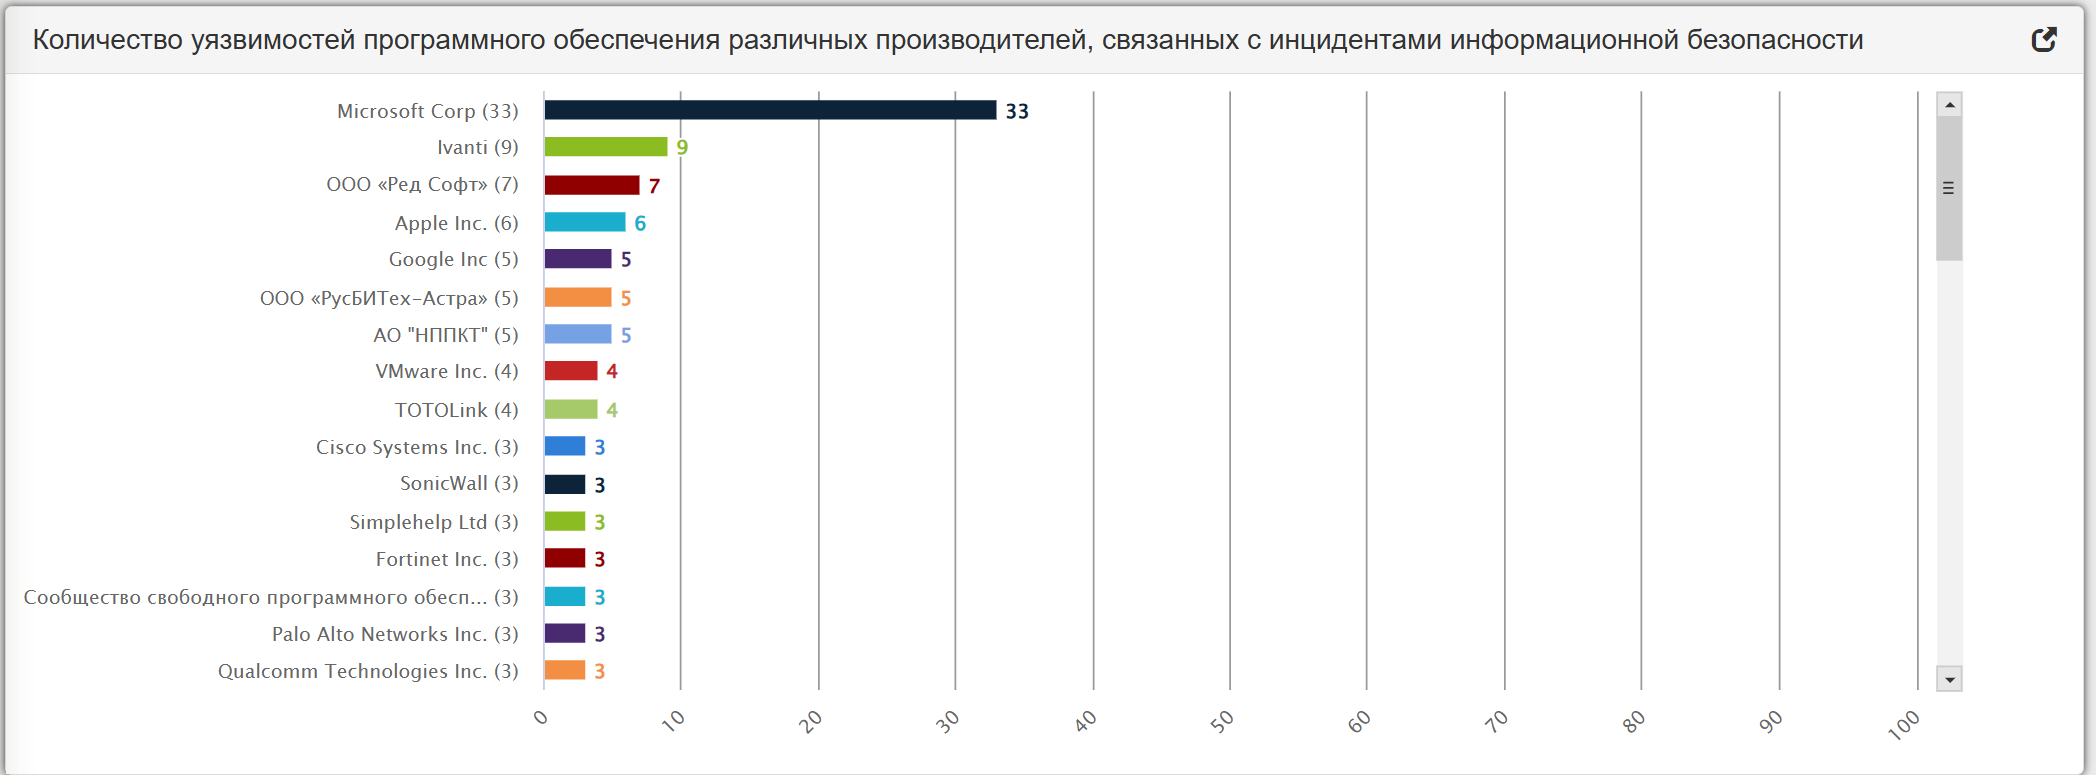 Количество уязвимостей программного обеспечения различных производителей, связанных с инцидентами информационной безопасности
Microsoft Corp (33) 33
Ivanti (9) 9
ООО «Ред Софт» (7) 7
Apple Inc. (6) 6
Google Inc (5) 5
ООО «РусБИТех-Астра» (5) 5
АО "НППКТ" (5) 5
VMware Inc. (4) 4
TOTOLink (4) 4
Cisco Systems Inc. (3) 3
SonicWall (3) 3
Simplehelp Ltd (3) 3
Fortinet Inc. (3) 3
Сообщество свободного программного обесп... (3) 3
Palo Alto Networks Inc. (3) 3
Qualcomm Technologies Inc. (3) 3
0 10 20 30 40 50 60 70 80 90 100